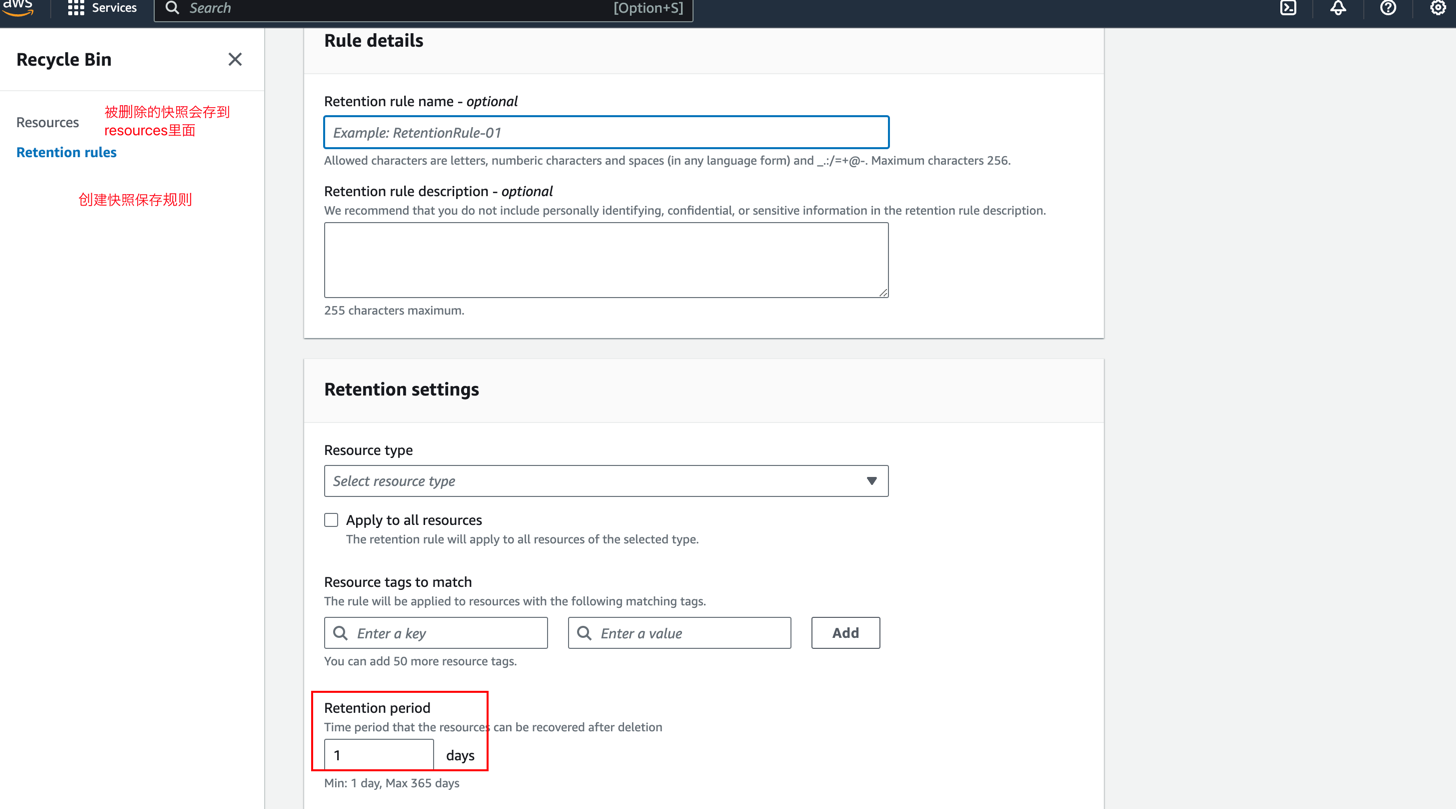 aws
Services
Search
[Option+S]
Recycle Bin
Resources
被删除的快照会存到
resources里面
Retention rules
创建快照保存规则
Rule details
Retention rule name - optional
Example: RetentionRule-01
Allowed characters are letters, numberic characters and spaces (in any language form) and _.:/=+@-. Maximum characters 256.
Retention rule description - optional
We recommend that you do not include personally identifying, confidential, or sensitive information in the retention rule description.
255 characters maximum.
Retention settings
Resource type
Select resource type
Apply to all resources
The retention rule will apply to all resources of the selected type.
Resource tags to match
The rule will be applied to resources with the following matching tags.
Enter a key
Enter a value
Add
You can add 50 more resource tags.
Retention period
Time period that the resources can be recovered after deletion
1
days
Min: 1 day, Max 365 days